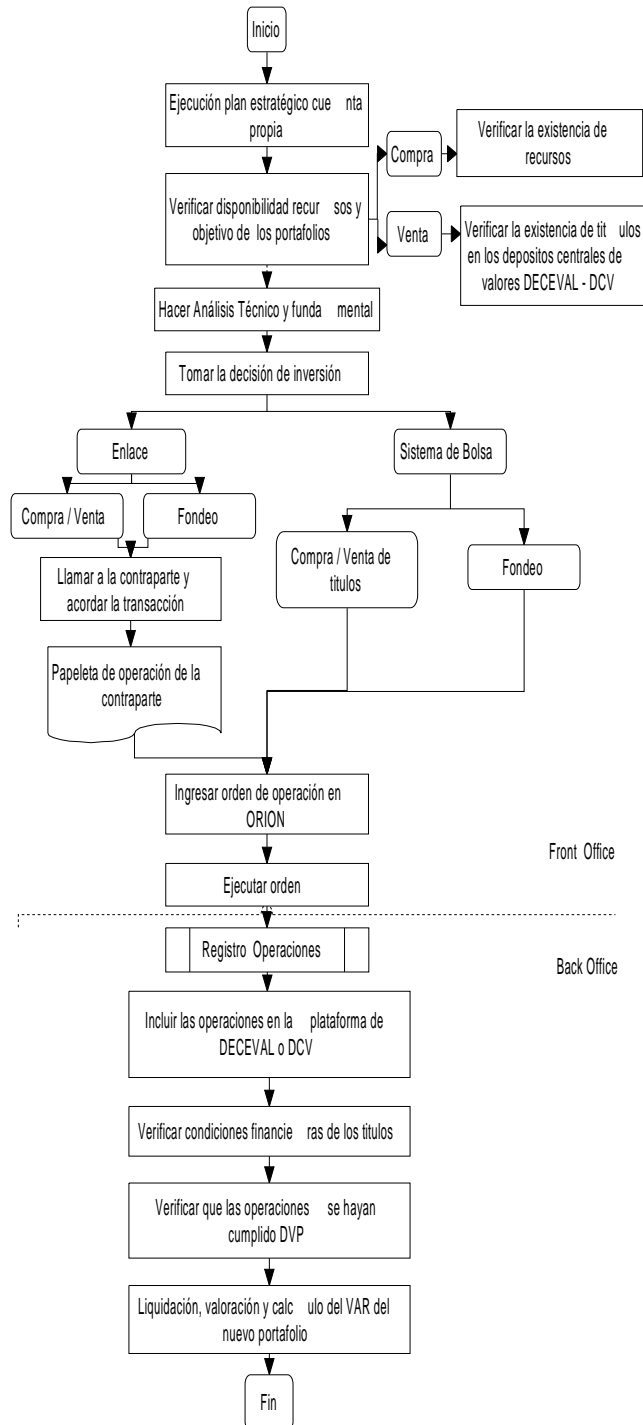 Inicio
Ejecución plan estratégico cue nta
propia
Verificar disponibilidad recur sos y
objetivo de los portafolios
Compra
Verificar la existencia de
recursos
Venta
Verificar la existencia de tit ulos
en los depositos centrales de
valores DECEVAL - DCV
Hacer Análisis Técnico y funda mental
Tomar la decisión de inversión
Enlace
Sistema de Bolsa
Compra / Venta
Fondeo
Compra / Venta de
titulos
Fondeo
Llamar a la contraparte y
acordar la transacción
Papeleta de operación de la
contraparte
Ingresar orden de operación en
ORION
Front Office
Ejecutar orden
Registro Operaciones
Back Office
Incluir las operaciones en la plataforma de
DECEVAL o DCV
Verificar condiciones financie ras de los titulos
Verificar que las operaciones se hayan
cumplido DVP
Liquidación, valoración y calc ulo del VAR del
nuevo portafolio
Fin